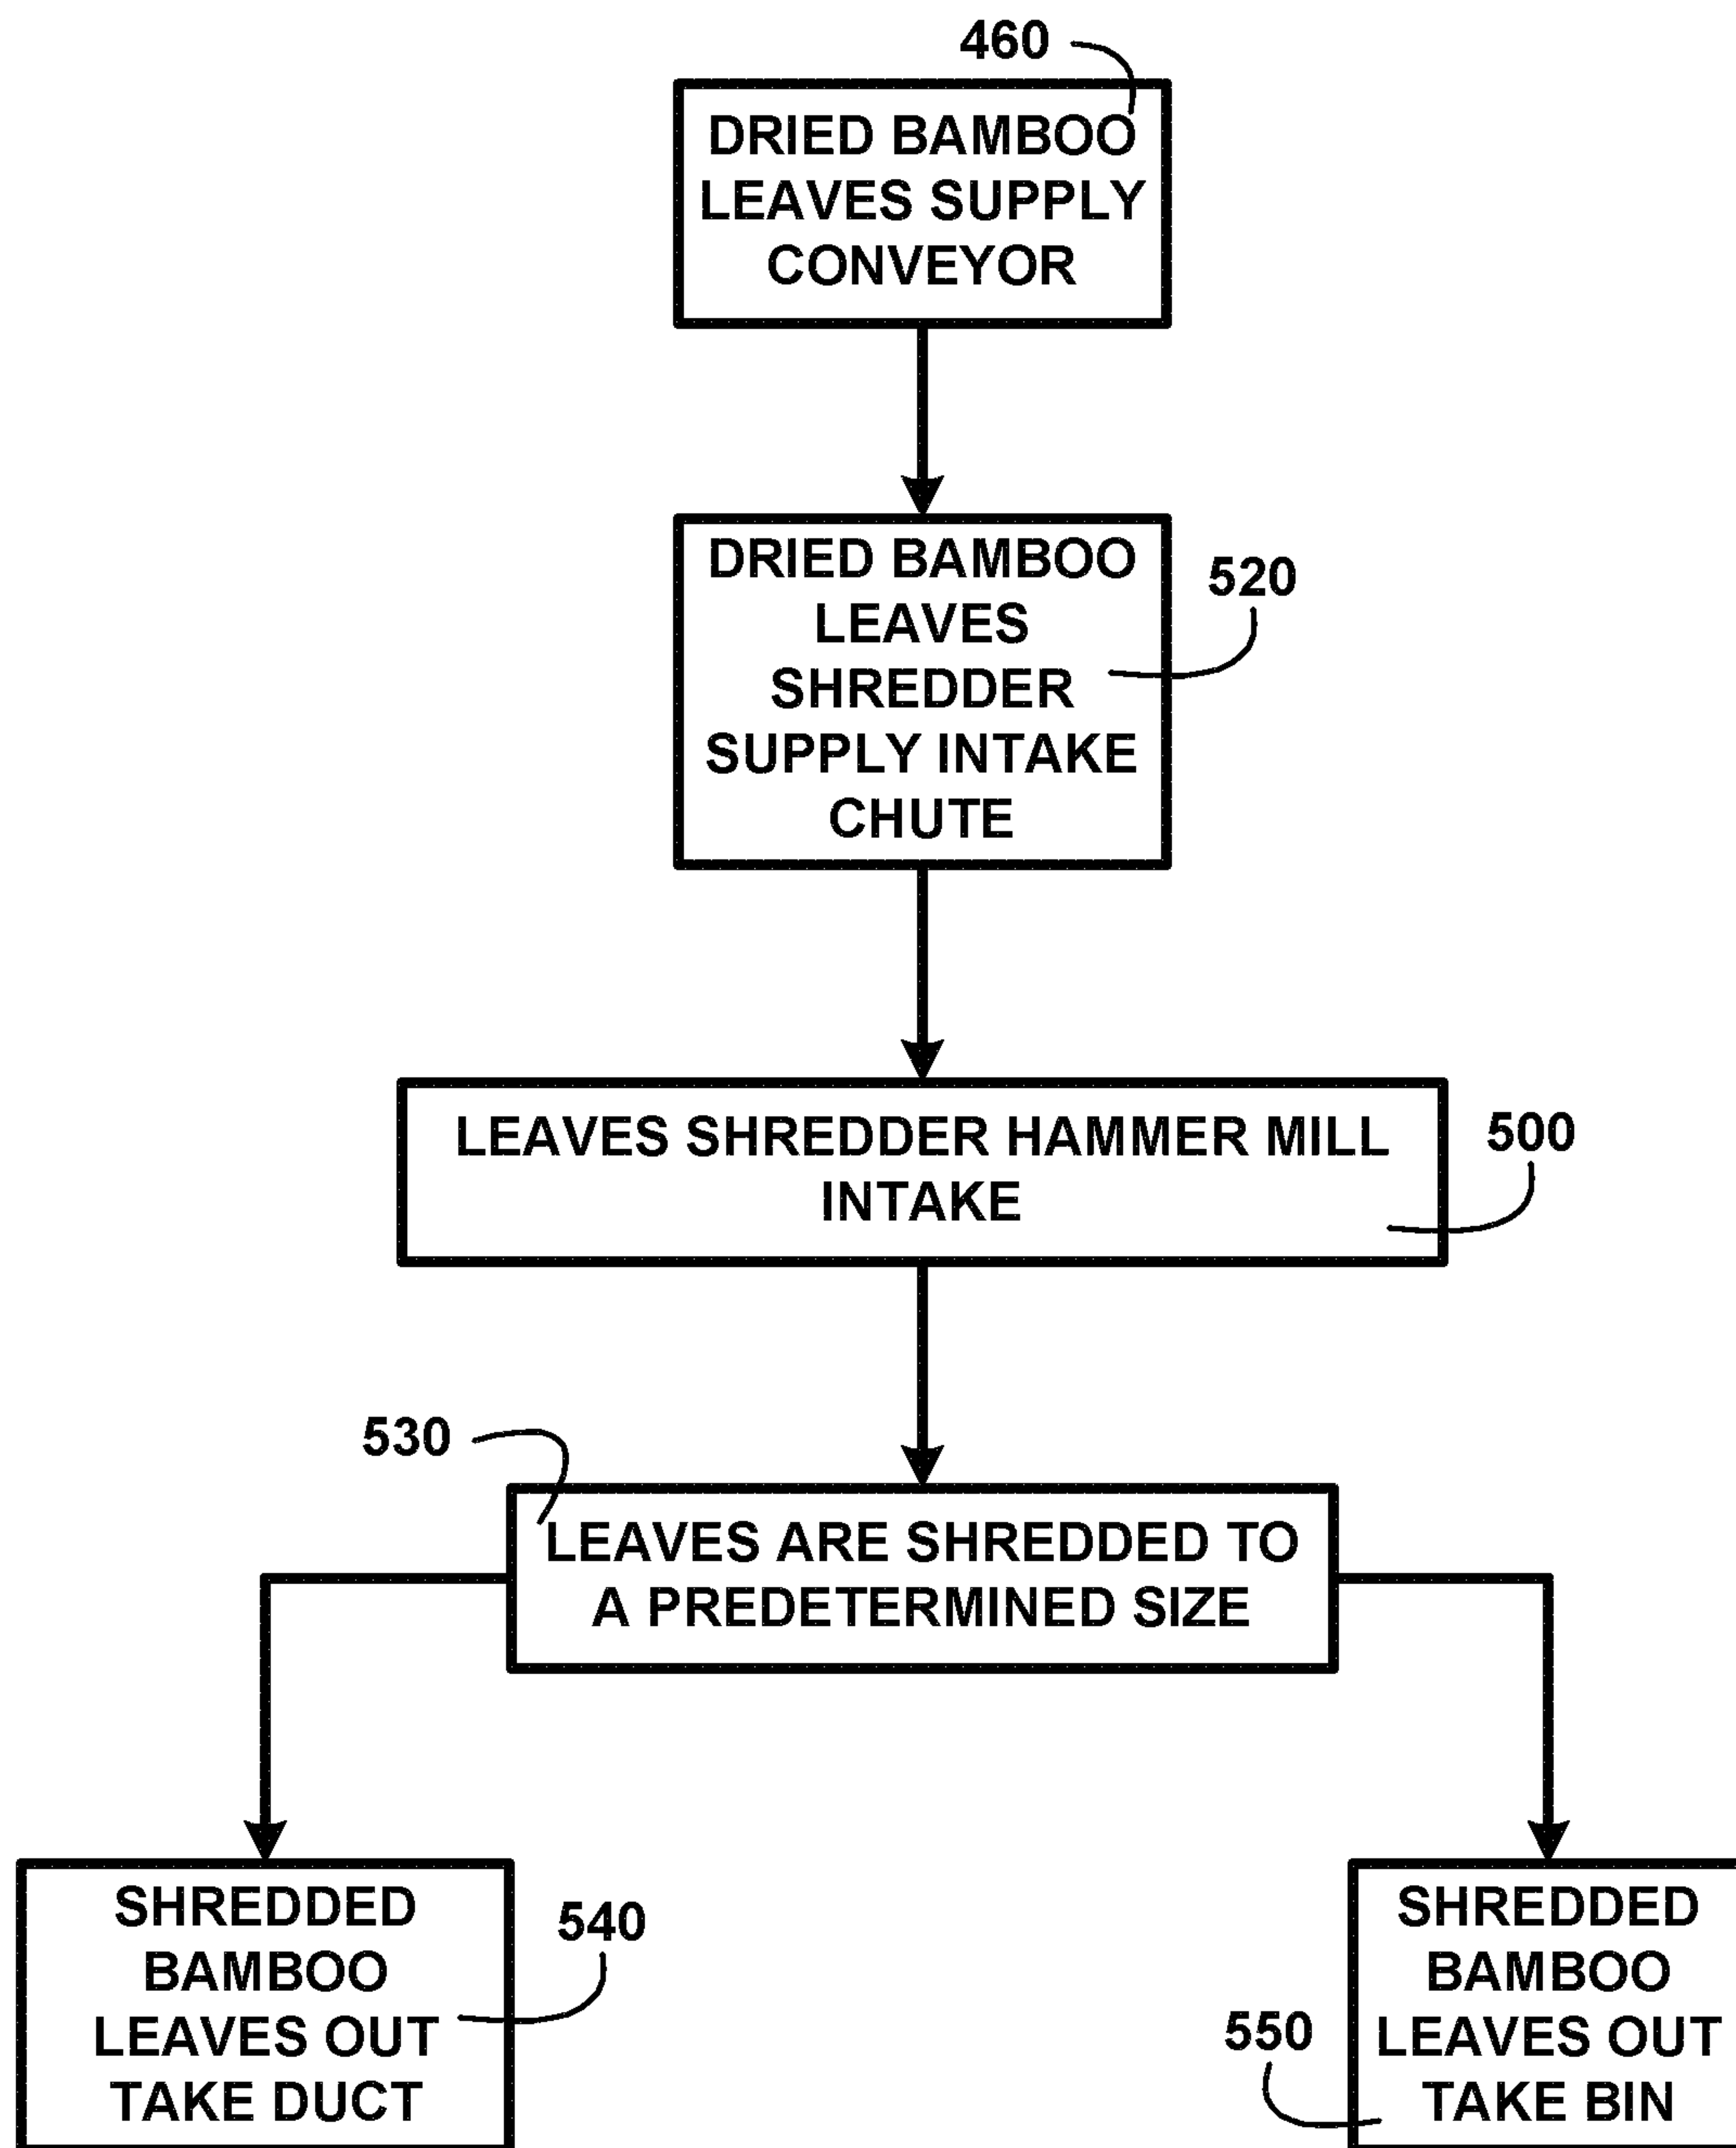 460
DRIED BAMBOO
LEAVES SUPPLY
CONVEYOR
DRIED BAMBOO
LEAVES
SHREDDER
SUPPLY INTAKE
CHUTE
520
LEAVES SHREDDER HAMMER MILL
INTAKE
500
530
LEAVES ARE SHREDDED TO
A PREDETERMINED SIZE
SHREDDED
BAMBOO
LEAVES OUT
TAKE DUCT
540
SHREDDED
BAMBOO
LEAVES OUT
TAKE BIN
550